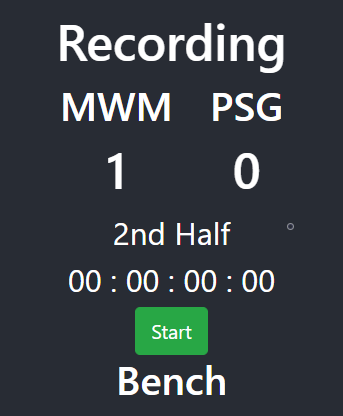 Recording
MWM PSG
1 0
2nd Half
00 : 00 : 00 : 00
Start
Bench